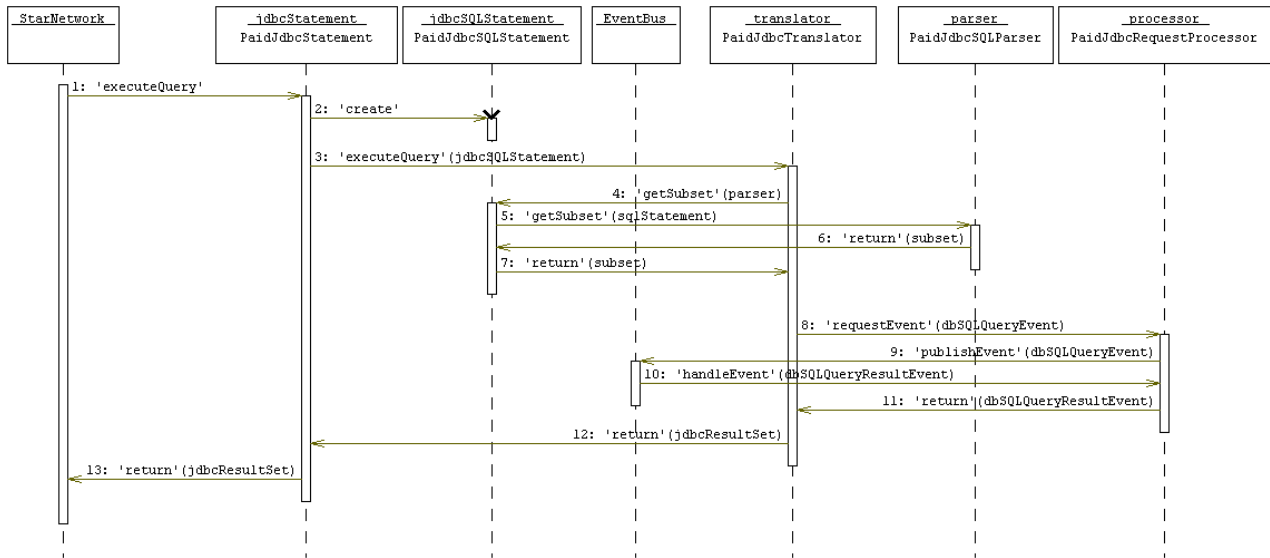 StarNetwork
jdbcStatement
PaidJdbcStatement
jdbcSQLStatement
PaidJdbcSQLStatement
EventBus
translator
PaidJdbcTranslator
parser
PaidJdbcSQLParser
processor
PaidJdbcRequestProcessor
1: 'executeQuery'
2: 'create'
3: 'executeQuery'(jdbcSQLStatement)
4: 'getSubset'(parser)
5: 'getSubset'(sqlStatement)
6: 'return'(subset)
7: 'return'(subset)
8: 'requestEvent'(dbSQLQueryEvent)
9: 'publishEvent'(dbSQLQueryEvent)
10: 'handleEvent'(dbSQLQueryResultEvent)
11: 'return'(dbSQLQueryResultEvent)
12: 'return'(jdbcResultSet)
13: 'return'(jdbcResultSet)